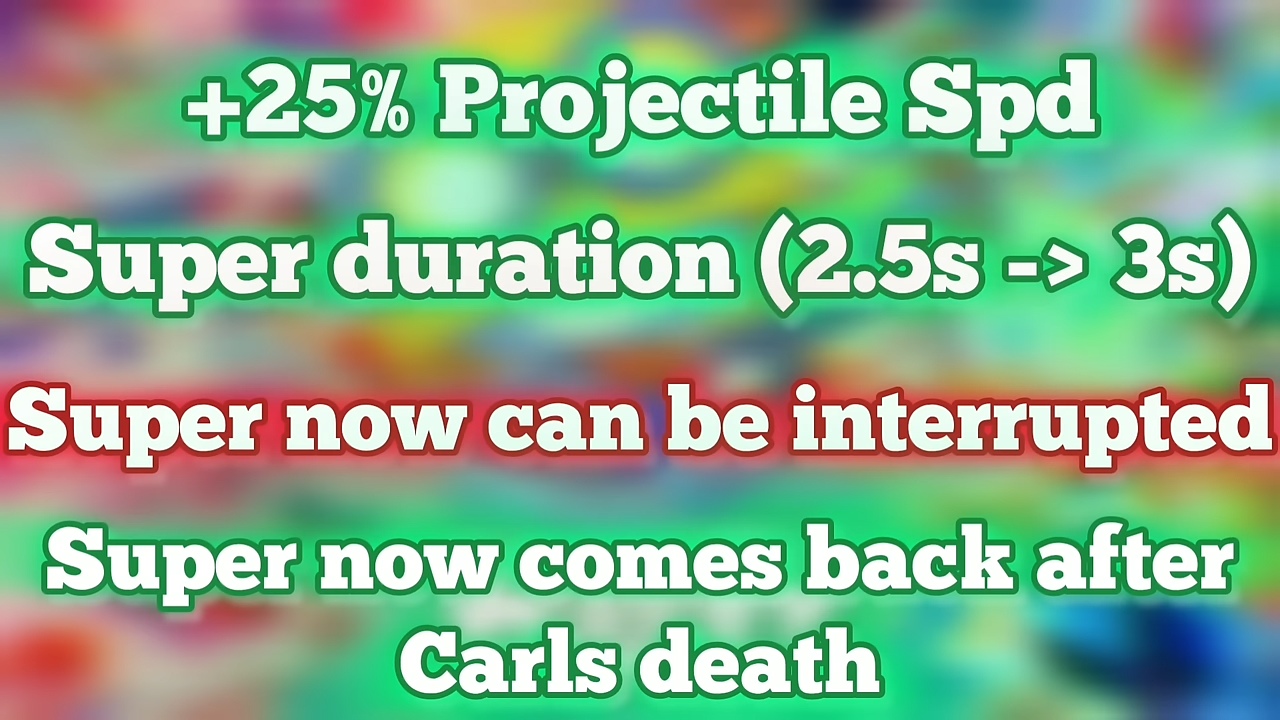 +25% Projectile Spd
Super duration (2.5s -> 3s)
Super now can be interrupted
Super now comes back after
Carls death